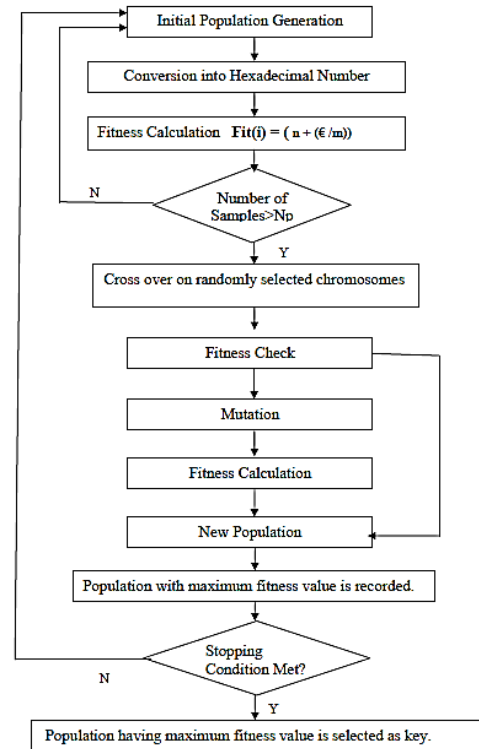 Initial Population Generation
Conversion into Hexadecimal Number
Fitness Calculation Fit(i) = ( n + (€ /m))
N
Number of
Samples>Np
Y
Cross over on randomly selected chromosomes
Fitness Check
Mutation
Fitness Calculation
New Population
Population with maximum fitness value is recorded.
Stopping
Condition Met?
N
Y
Population having maximum fitness value is selected as key.